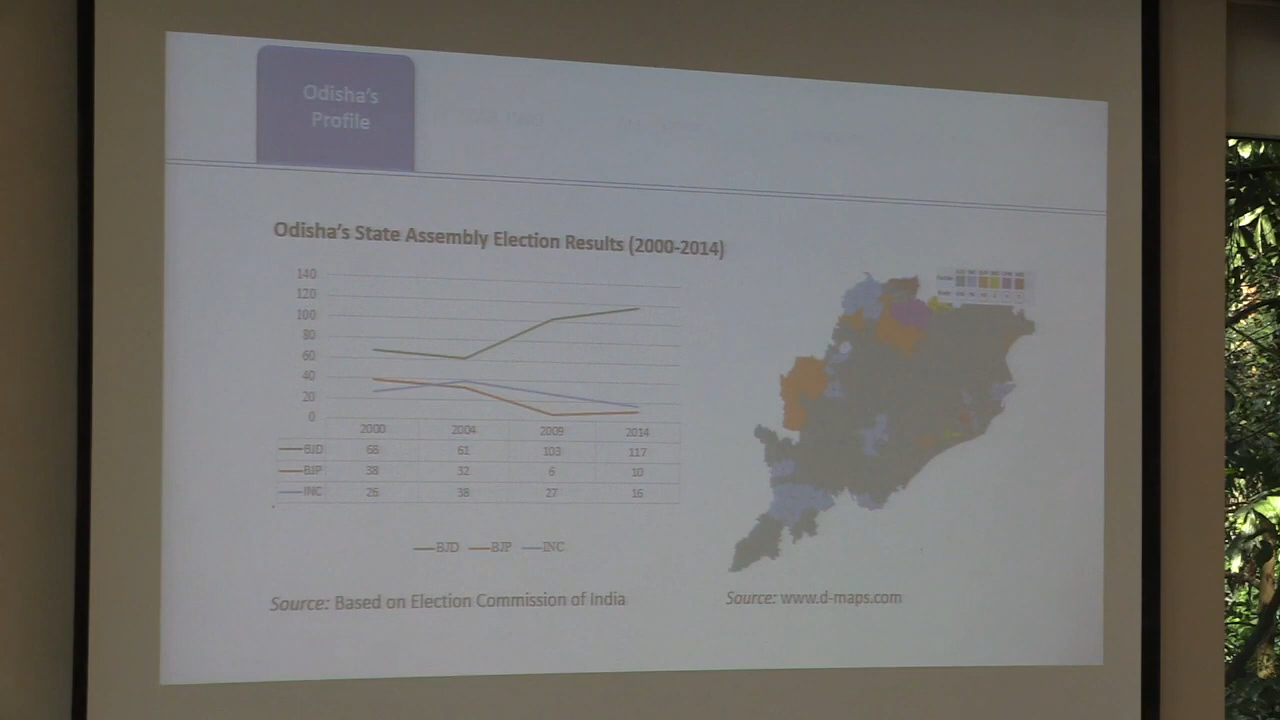 Odisha's
Profile
Odisha's State Assembly Election Results (2000-2014)
140
120
100
80
60
40
20
0
2000 2004 2009 2014
BJD 68 61 103 117
BJP 38 32 6 10
INC 26 38 27 16
BJD BJP INC
Source: Based on Election Commission of India
Source: www.d-maps.com